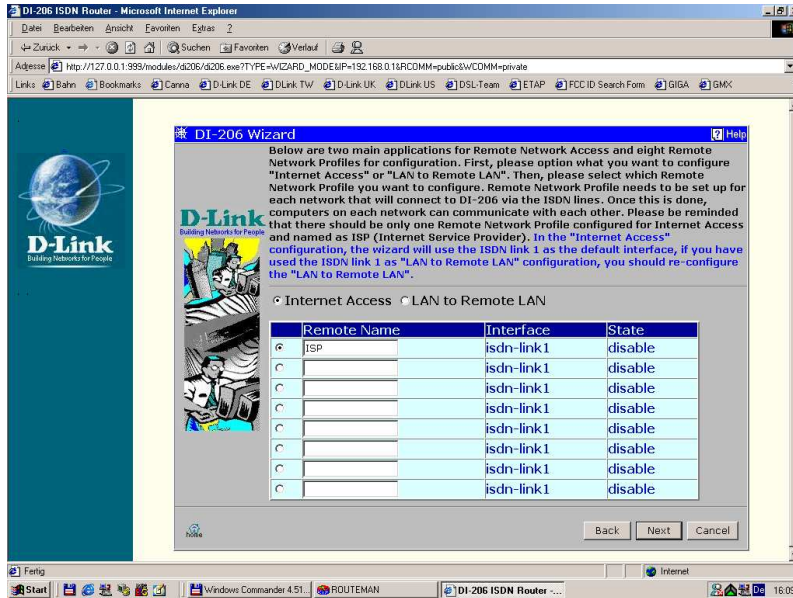 DI-206 ISDN Router - Microsoft Internet Explorer
Datei Bearbeiten Ansicht Favoriten Extras ?
Zurück Suchen Favoriten Verlauf
Adresse http://127.0.0.1:999/modules/di206/di206.exe?TYPE=WIZARD_MODE&IP=192.168.0.1&RCOMM=public&WCOMM=private
Links Bahn Bookmarks Canna D-Link DE DLink TW D-Link UK DLink US DSL-Team ETAP FCC ID Search Form GIGA GMX
DI-206 Wizard
? Help
D-Link
Building Networks for People
D-Link
Building Networks for People
Below are two main applications for Remote Network Access and eight Remote
Network Profiles for configuration. First, please option what you want to configure
"Internet Access" or "LAN to Remote LAN". Then, please select which Remote
Network Profile you want to configure. Remote Network Profile needs to be set up for
each network that will connect to DI-206 via the ISDN lines. Once this is done,
computers on each network can communicate with each other. Please be reminded
that there should be only one Remote Network Profile configured for Internet Access
and named as ISP (Internet Service Provider). In the "Internet Access"
configuration, the wizard will use the ISDN link 1 as the default interface, if you have
used the ISDN link 1 as "LAN to Remote LAN" configuration, you should re-configure
the "LAN to Remote LAN".
Internet Access LAN to Remote LAN
Remote Name Interface State
ISP isdn-link1 disable
isdn-link1 disable
isdn-link1 disable
isdn-link1 disable
isdn-link1 disable
isdn-link1 disable
isdn-link1 disable
isdn-link1 disable
home
Back Next Cancel
Fertig
Internet
Start Windows Commander 4.51... ROUTEMAN DI-206 ISDN Router -... De 16:09